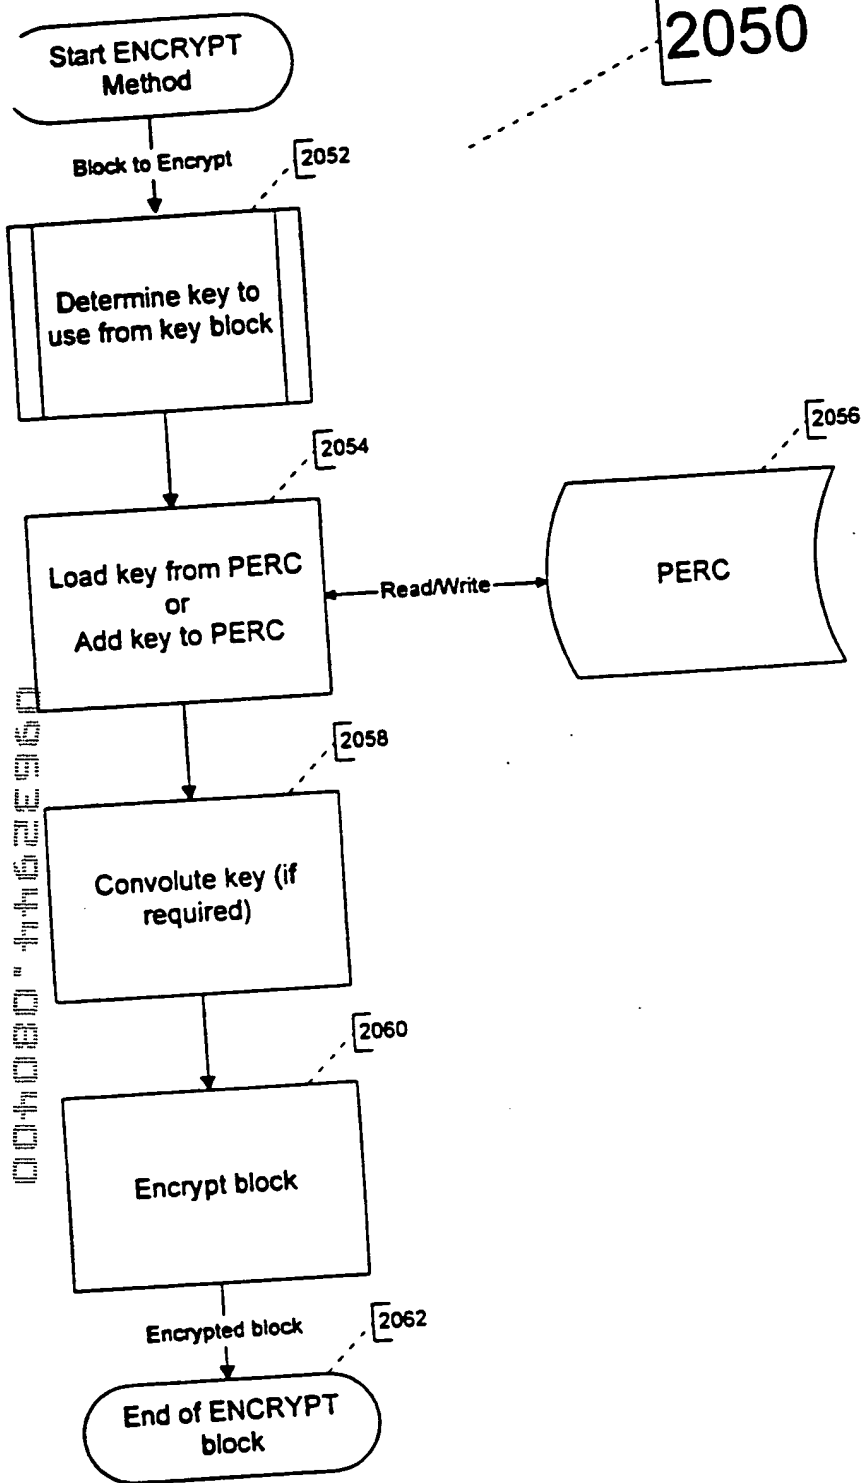 2050
Start ENCRYPT
Method
Block to Encrypt
2052
Determine key to
use from key block
2054
2056
Load key from PERC
or
Add key to PERC
Read/Write
PERC
2058
Convolute key (if
required)
2060
Encrypt block
Encrypted block
2062
End of ENCRYPT
block